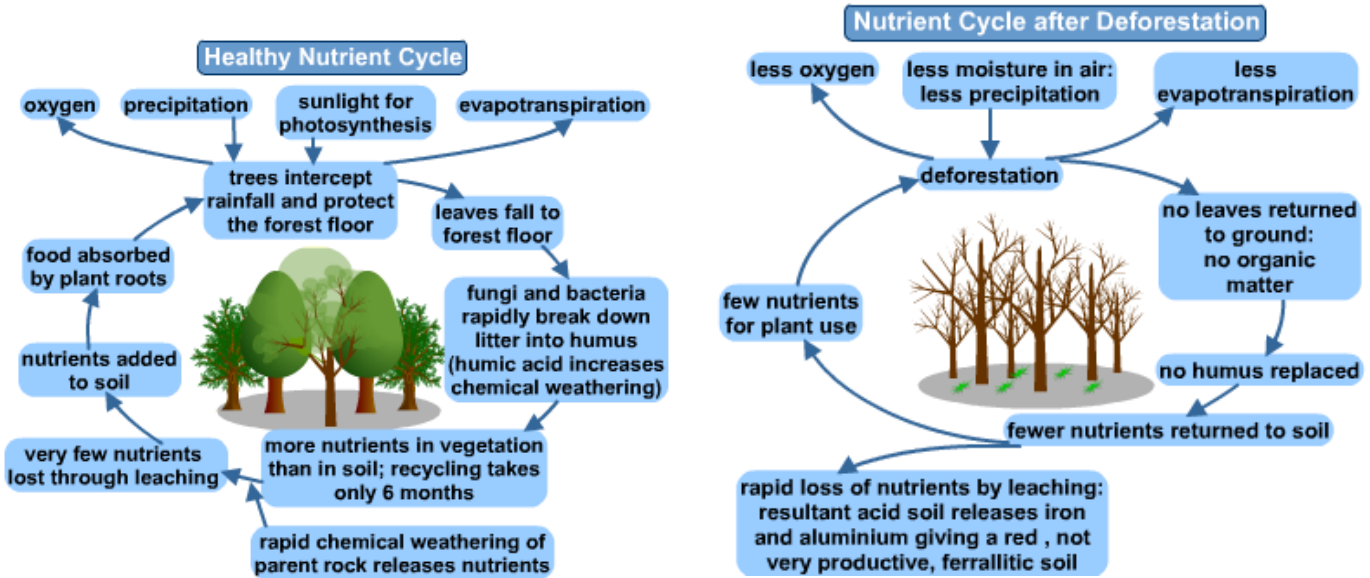 Healthy Nutrient Cycle
oxygen
precipitation
sunlight for
photosynthesis
evapotranspiration
trees intercept
rainfall and protect
the forest floor
leaves fall to
forest floor
food absorbed
by plant roots
fungi and bacteria
rapidly break down
litter into humus
(humic acid increases
chemical weathering)
nutrients added
to soil
very few nutrients
lost through leaching
more nutrients in vegetation
than in soil; recycling takes
only 6 months
rapid chemical weathering of
parent rock releases nutrients
Nutrient Cycle after Deforestation
less oxygen
less moisture in air:
less precipitation
less
evapotranspiration
deforestation
no leaves returned
to ground:
no organic
matter
few nutrients
for plant use
no humus replaced
fewer nutrients returned to soil
rapid loss of nutrients by leaching:
resultant acid soil releases iron
and aluminium giving a red , not
very productive, ferrallitic soil